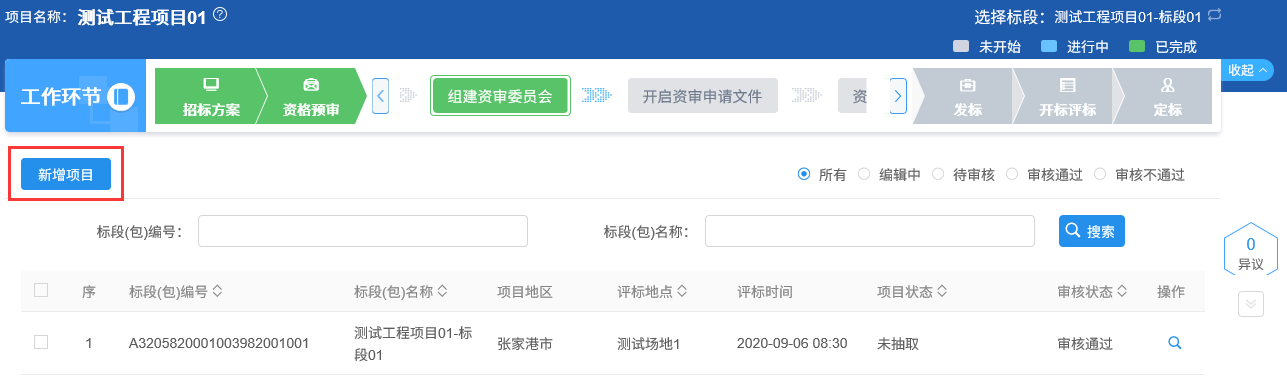 项目名称：测试工程项目01
选择标段：测试工程项目01-标段01
未开始 进行中 已完成
收起
工作环节
招标方案 资格预审 组建资审委员会 开启资审申请文件 资 发标 开标评标 定标
新增项目
所有 编辑中 待审核 审核通过 审核不通过
标段(包)编号： 标段(包)名称： 搜索
0
异议
序 标段(包)编号 标段(包)名称 项目地区 评标地点 评标时间 项目状态 审核状态 操作
1 A3205820001003982001001 测试工程项目01-标段01 张家港市 测试场地1 2020-09-06 08:30 未抽取 审核通过